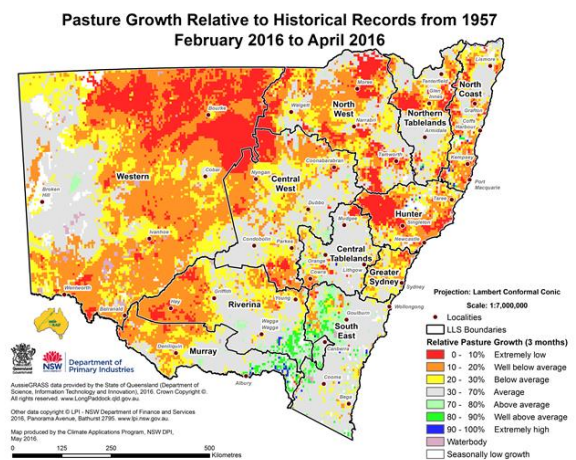 Pasture Growth Relative to Historical Records from 1957
February 2016 to April 2016
Lismore
North
Coast
Tenterfield
Glen
Innes
Grafton
Coffs
Harbour
Moree
North
West
Narrabri
Northern
Tablelands
Armidale
Walgett
Bourke
Tamworth
Kempsey
Port
Macquarie
Coonabarabran
Western
Cobar
Nyngan
Central
West
Taree
Hunter
Singleton
Newcastle
Broken
Hill
Dubbo
Mudgee
Ivanhoe
Condobolin
Parkes
Orange
Central
Tablelands
Lithgow
Cowra
Greater
Sydney
Sydney
Wollongong
Wentworth
Balranald
Hay
Griffith
Riverina
Young
Wagga
Wagga
Goulburn
South
East
Canberra
Deniliquin
Murray
Albury
Cooma
Bega
Projection: Lambert Conformal Conic
Scale: 1:7,000,000
Localities
LLS Boundaries
Relative Pasture Growth (3 months)
0 - 10% Extremely low
10 - 20% Well below average
20 - 30% Below average
30 - 70% Average
70 - 80% Above average
80 - 90% Well above average
90 - 100% Extremely high
Waterbody
Seasonally low growth
Queensland
Government
NSW
GOVERNMENT
Department of
Primary Industries
AussieGRASS data provided by the State of Queensland (Department of
Science, Information Technology and Innovation), 2016. Crown Copyright ©.
All rights reserved. www.LongPaddock.qld.gov.au.
Other data copyright © LPI - NSW Department of Finance and Services
2016, Panorama Avenue, Bathurst 2795. www.lpi.nsw.gov.au.
Map produced by the Climate Applications Program, NSW DPI,
May 2016.
0 125 250 500
Kilometres